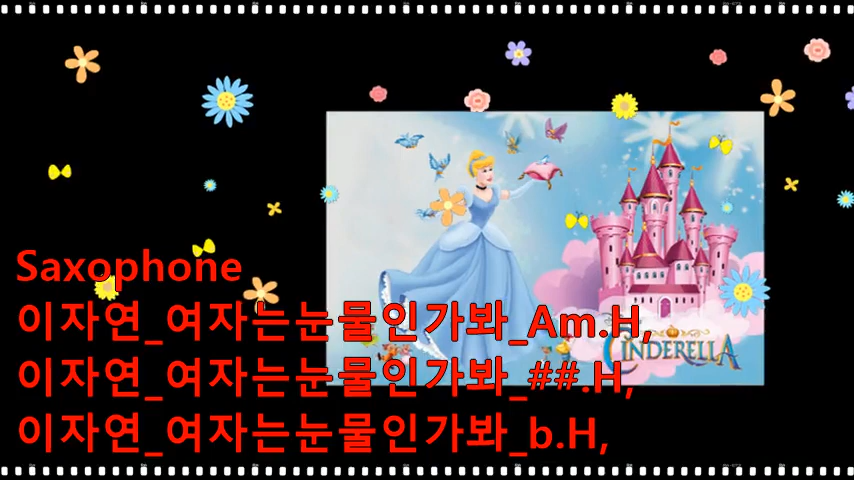 Saxophone
이자연_여자는눈물인가봐_Am.H,
CINDERELLA
이자연_여자는눈물인가봐_##.H,
이자연_여자는눈물인가봐_b.H,